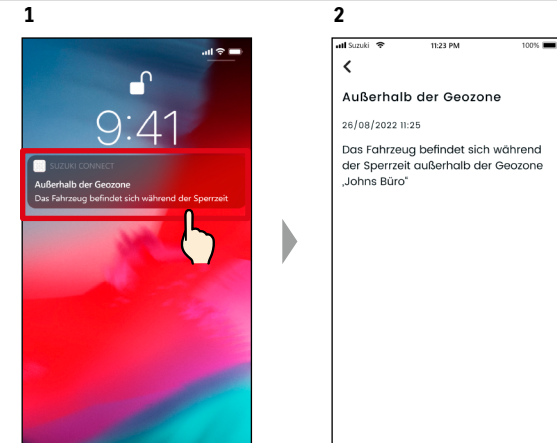 1
9:41
SUZUKI CONNECT
Außerhalb der Geozone
Das Fahrzeug befindet sich während der Sperrzeit
2
Suzuki 11:23 PM 100%
Außerhalb der Geozone
26/08/2022 11:25
Das Fahrzeug befindet sich während
der Sperrzeit außerhalb der Geozone
„Johns Büro“